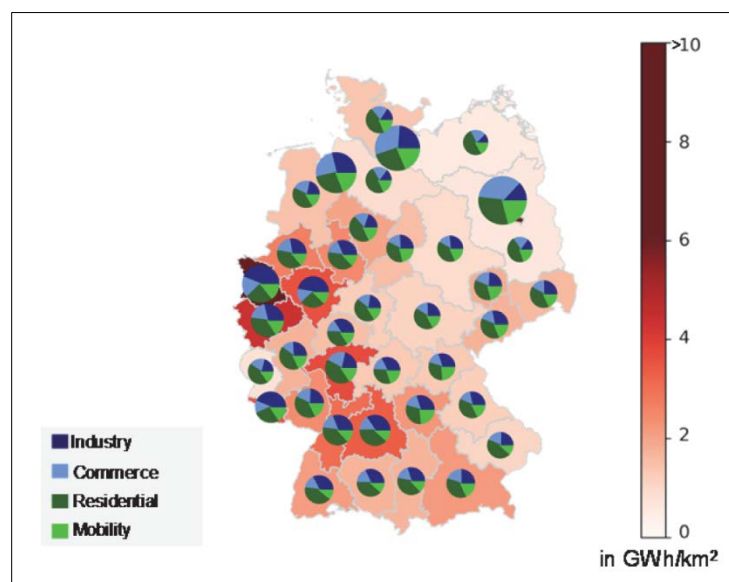 >10
8
6
4
2
0
in GWh/km²
Industry
Commerce
Residential
Mobility